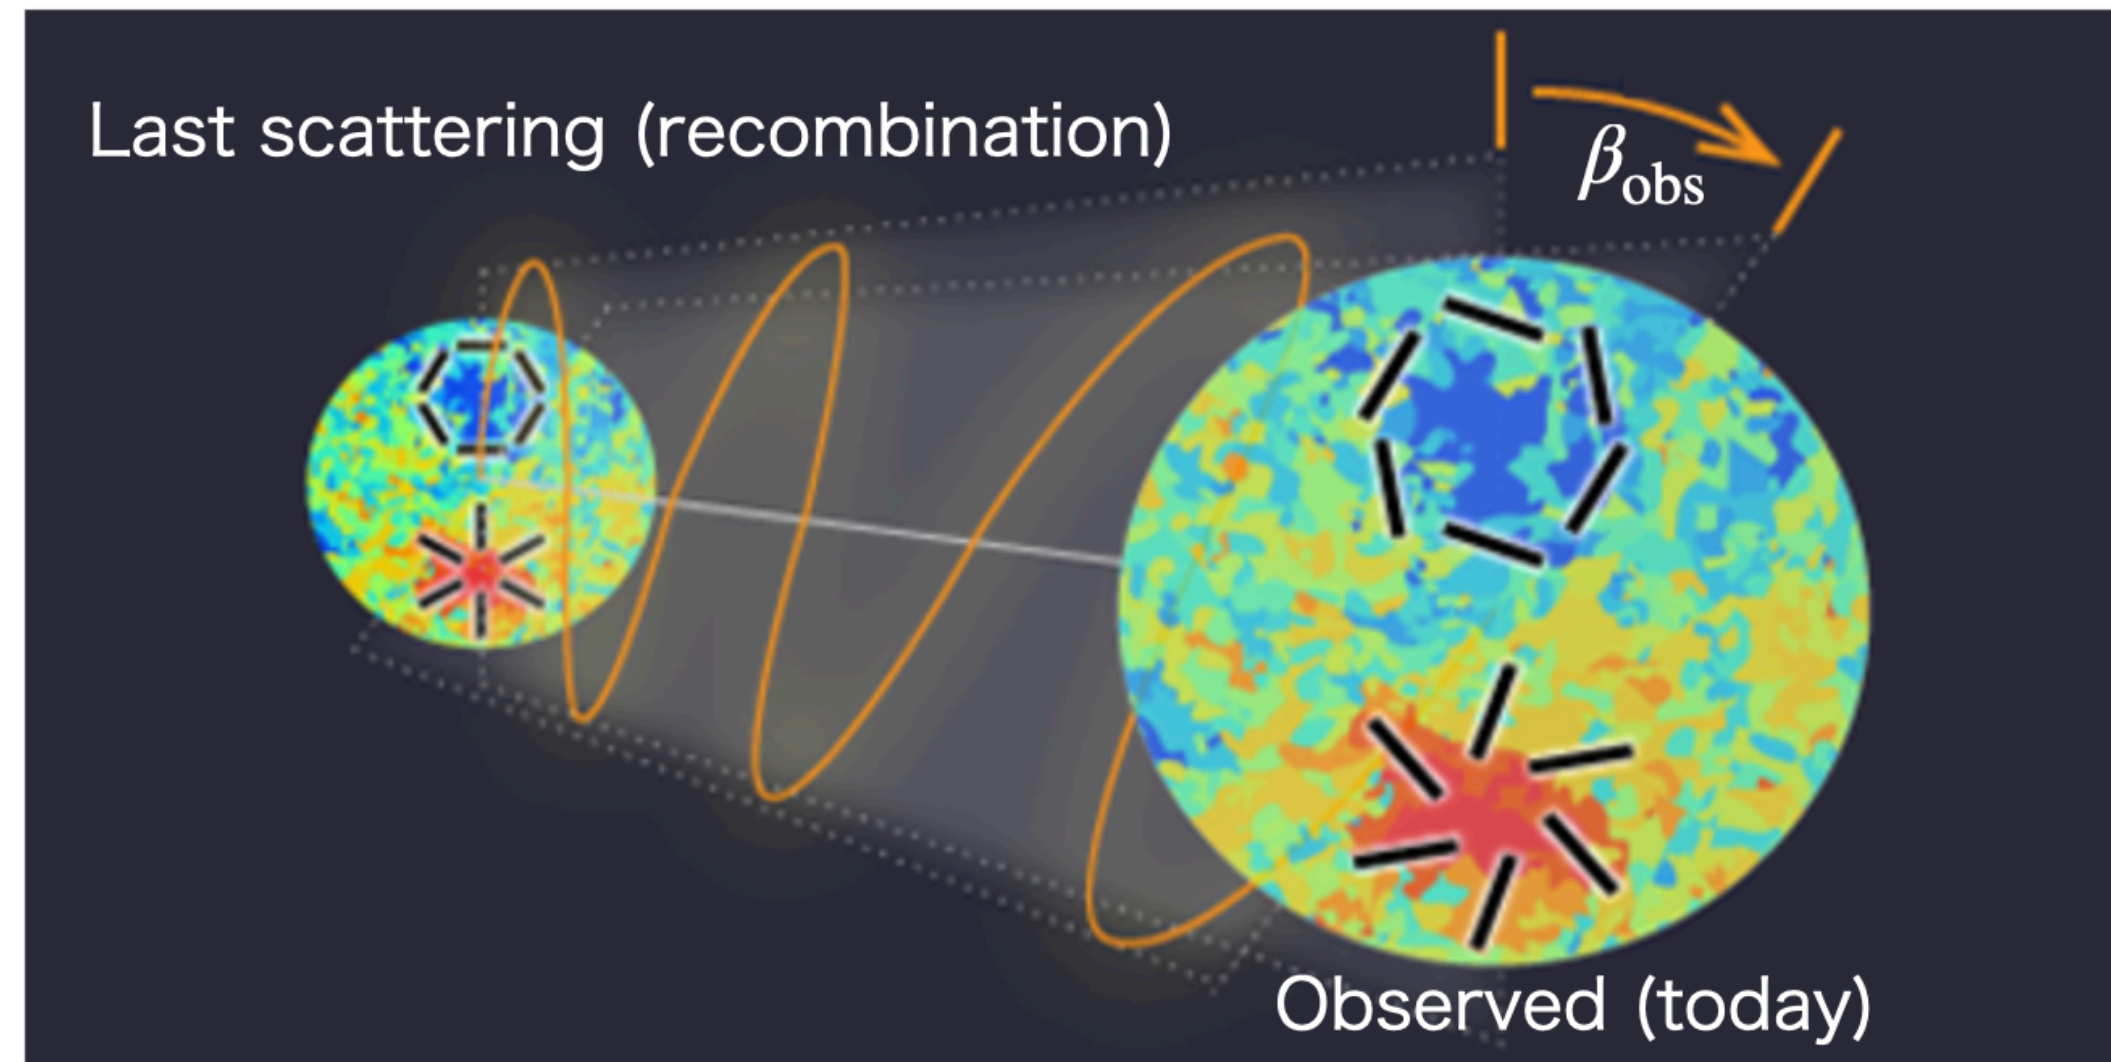 Last scattering (recombination)
βobs
Observed (today)